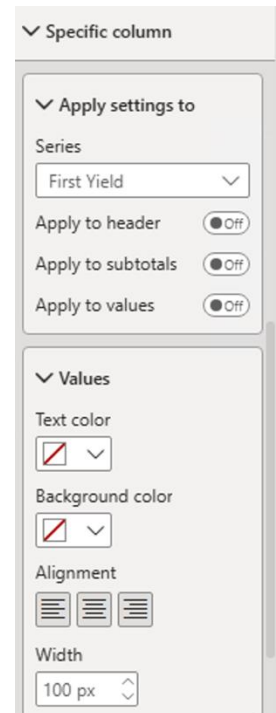 Specific column
Apply settings to
Series
First Yield
Apply to header Off
Apply to subtotals Off
Apply to values Off
Values
Text color
Background color
Alignment
Width
100 px